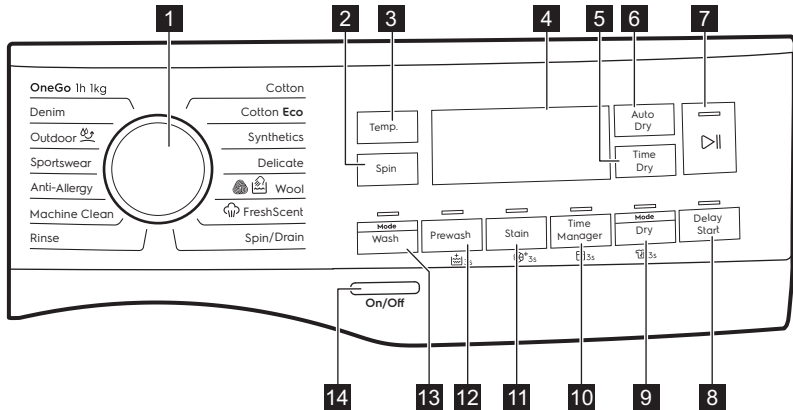 1
2
3
4
5
6
7
OneGo 1h 1kg
Denim
Outdoor
Sportswear
Anti-Allergy
Machine Clean
Rinse
Cotton
Cotton Eco
Synthetics
Delicate
Wool
FreshScent
Spin/Drain
Temp.
Spin
Auto
Dry
Time
Dry
Mode
Wash
Prewash
3s
Stain
3s
Time
Manager
3s
Mode
Dry
3s
Delay
Start
On/Off
14
13
12
11
10
9
8